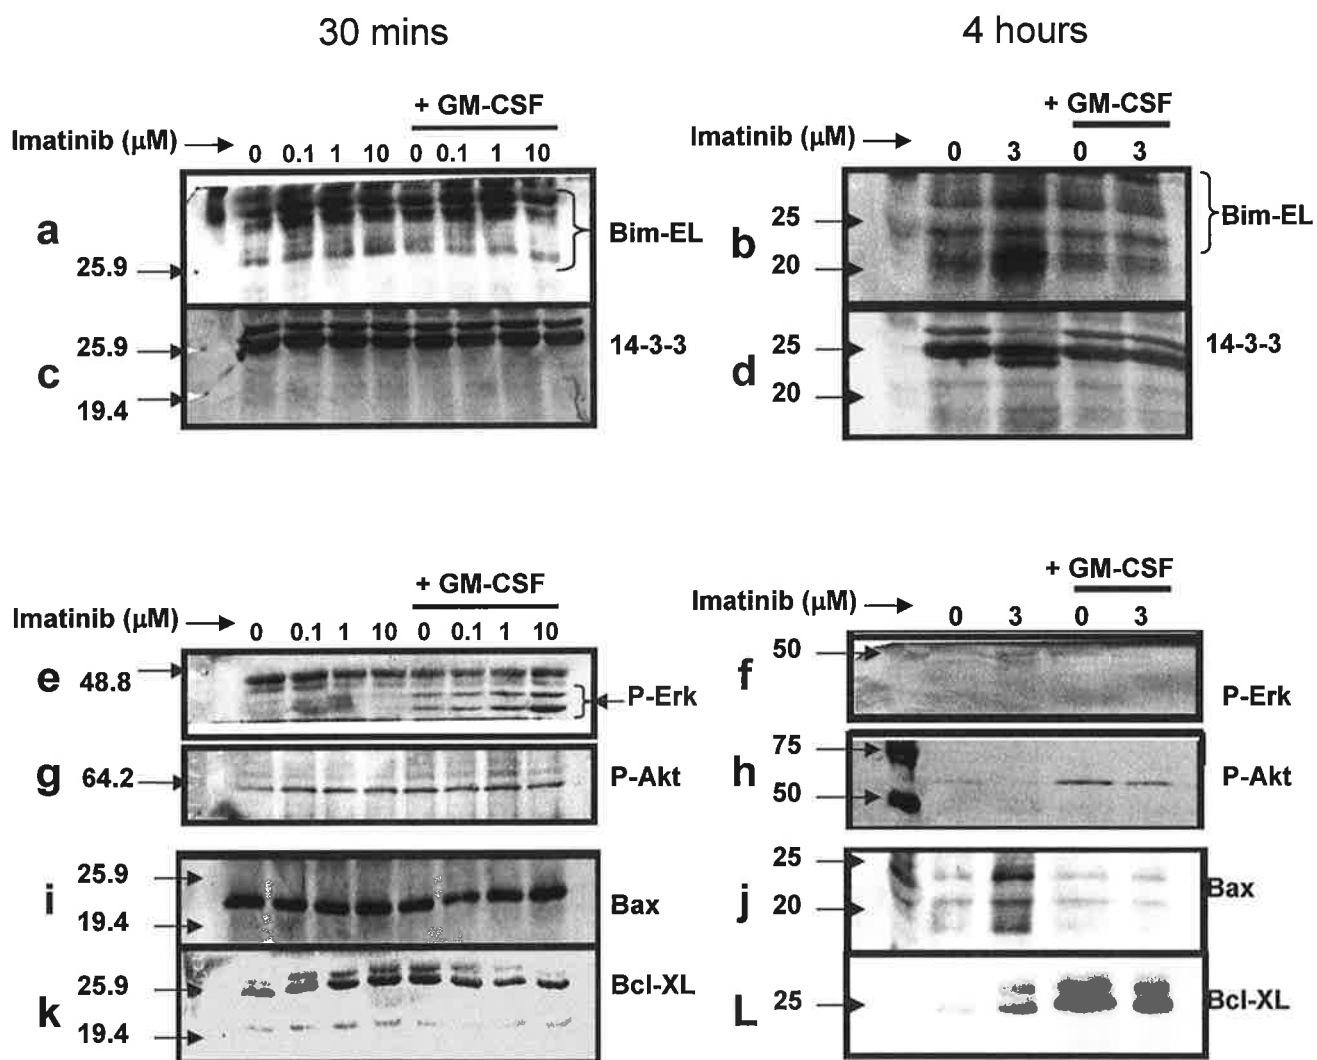 30 mins
4 hours
+ GM-CSF
Imatinib (µM)
0 0.1 1 10 0 0.1 1 10
a
25.9
Bim-EL
25.9
c
19.4
14-3-3
+ GM-CSF
Imatinib (µM)
0 3 0 3
25
b
20
Bim-EL
25
d
20
14-3-3
+ GM-CSF
Imatinib (µM)
0 0.1 1 10 0 0.1 1 10
e 48.8
P-Erk
g 64.2
P-Akt
25.9
i
19.4
Bax
25.9
k
19.4
Bcl-XL
+ GM-CSF
Imatinib (µM)
0 3 0 3
50
f
P-Erk
75
h
50
P-Akt
25
j
20
Bax
L 25
Bcl-XL